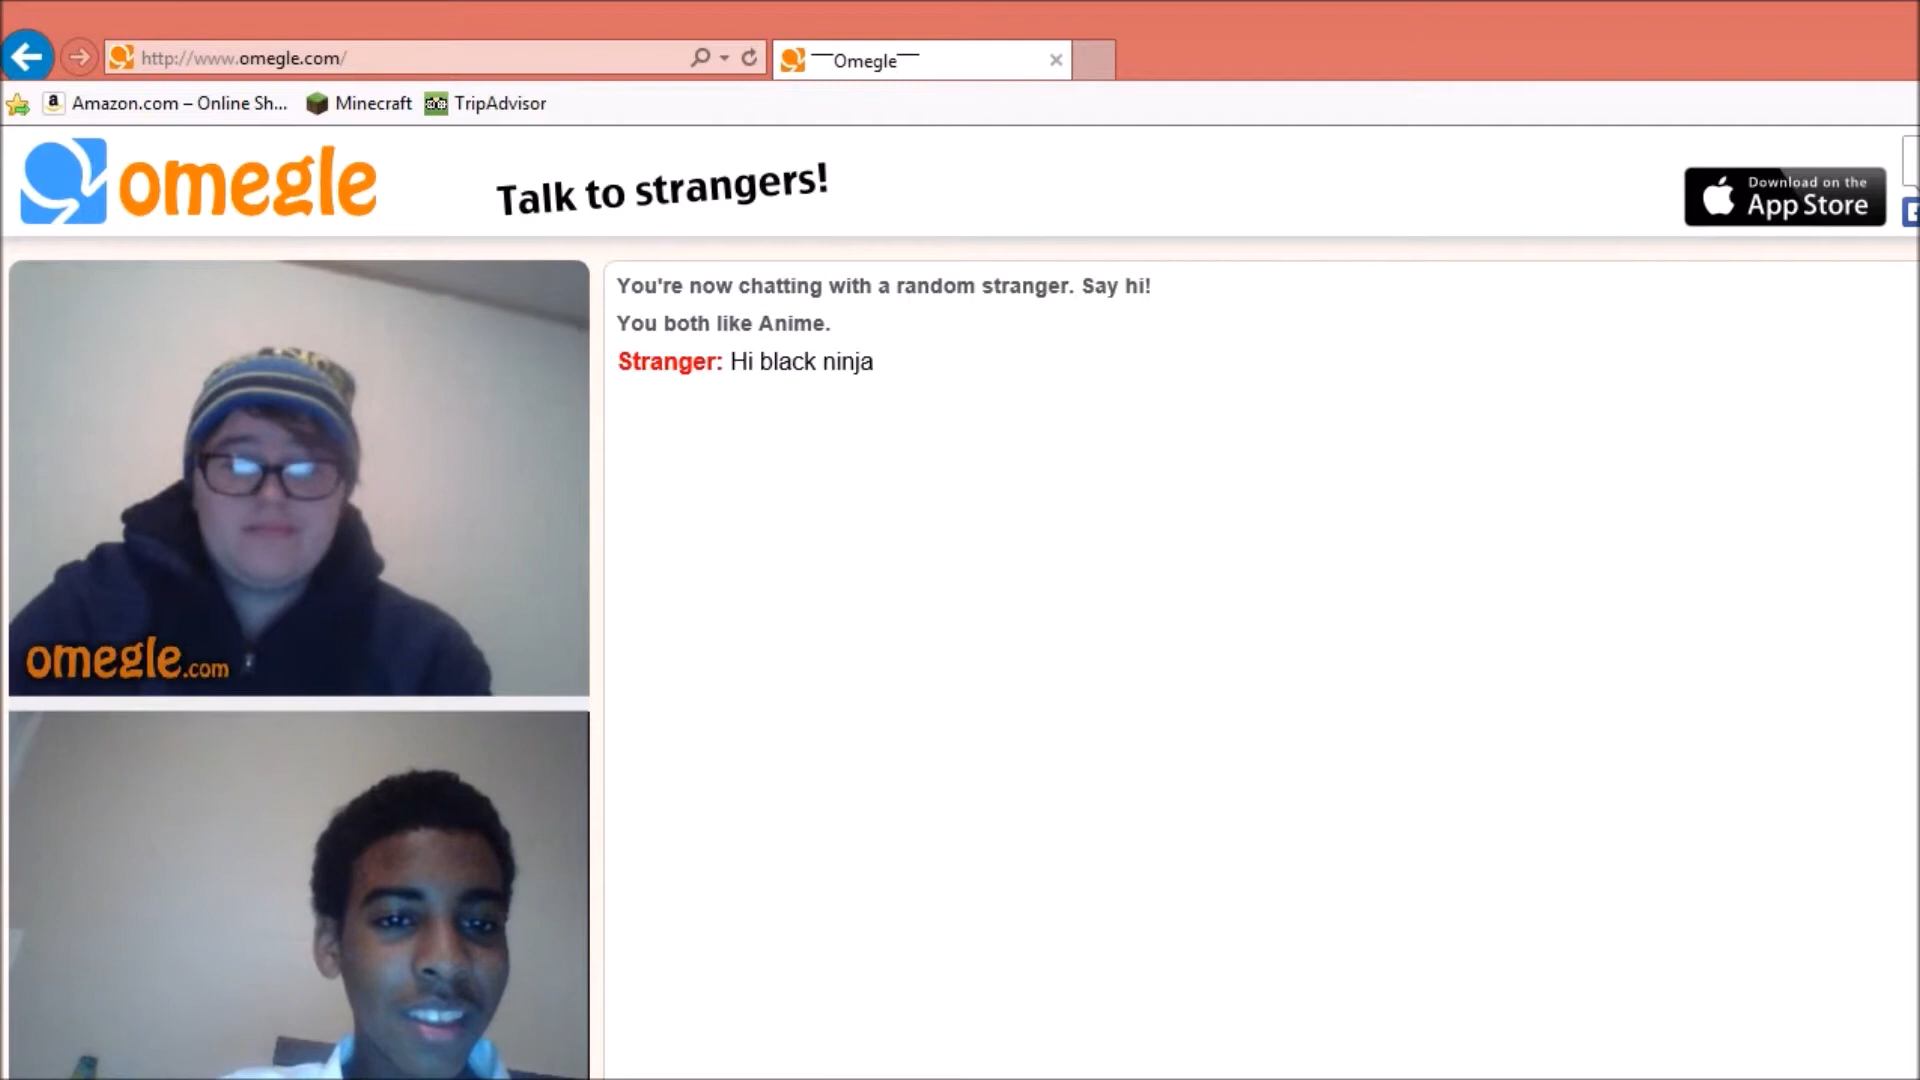 http://www.omegle.com/
Omegle
Amazon.com – Online Sh... Minecraft TripAdvisor
omegle Talk to strangers!
Download on the
App Store
You're now chatting with a random stranger. Say hi!
You both like Anime.
Stranger: Hi black ninja
omegle.com